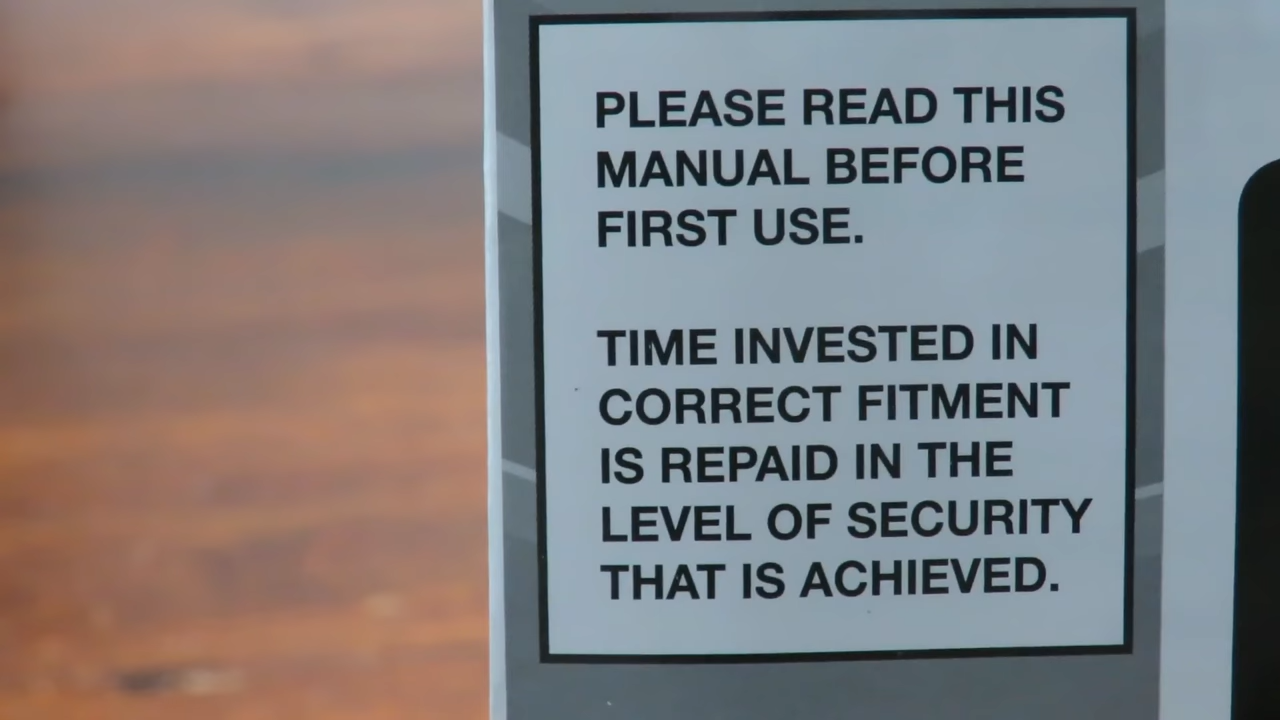 PLEASE READ THIS
MANUAL BEFORE
FIRST USE.
TIME INVESTED IN
CORRECT FITMENT
IS REPAID IN THE
LEVEL OF SECURITY
THAT IS ACHIEVED.